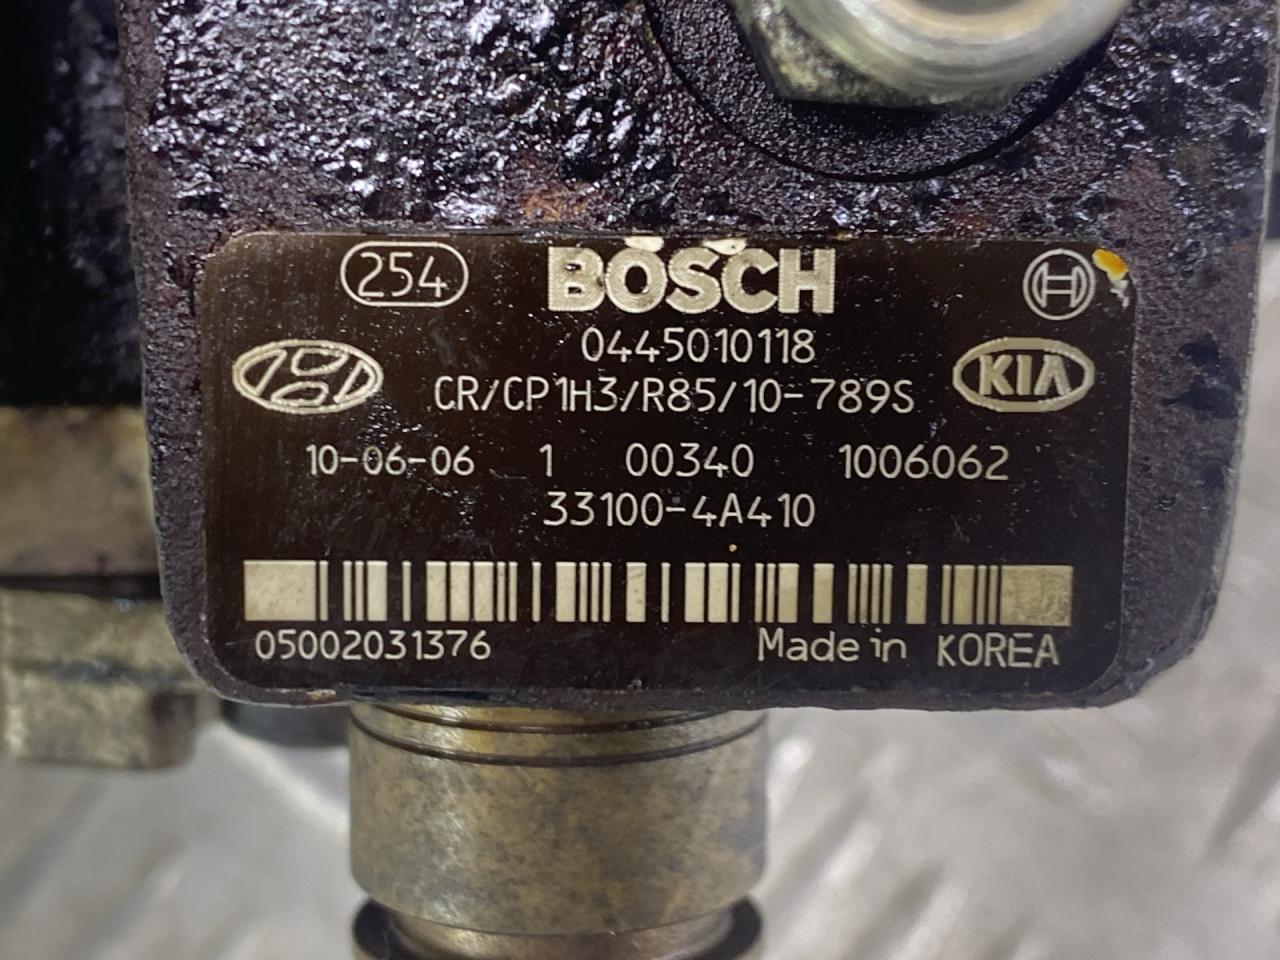 254 BOSCH
0445010118
CR/CP1H3/R85/10-789S KIA
10-06-06 1 00340 1006062
33100-4A410
05002031376 Made in KOREA